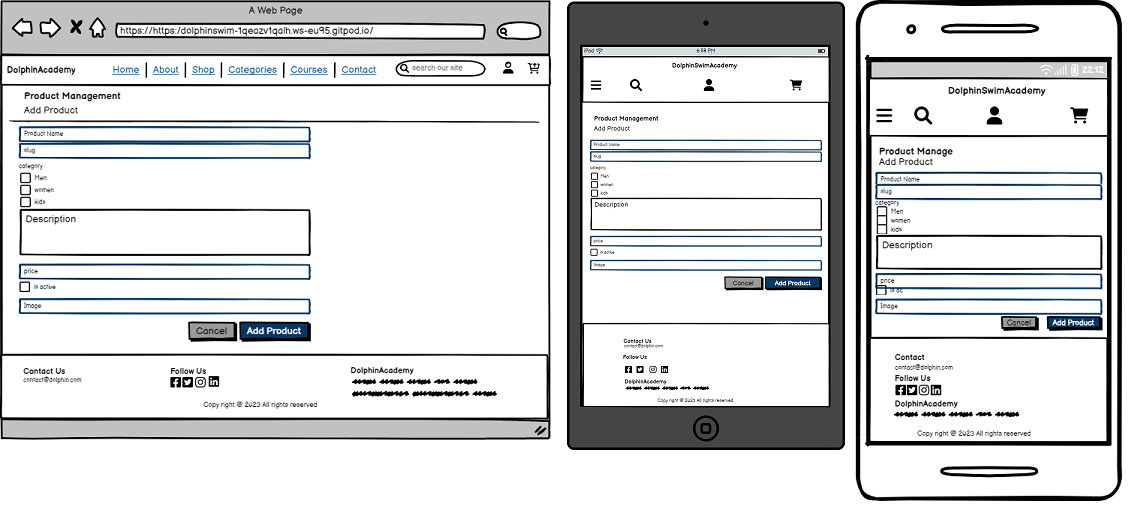 A Web Page
https://https:/dolphinswim-1qeozv1qalh.ws-eu95.gitpod.io/
DolphinAcademy
Home | About | Shop | Categories | Courses | Contact
search our site
Product Management
Add Product
Product Name
slug
category
Men
women
kids
Description
price
is active
Image
Cancel
Add Product
Contact Us
contact@dolphin.com
Follow Us
DolphinAcademy
Copy right @ 2023 All rights reserved
iPod
6:58 PM
DolphinSwimAcademy
Product Management
Add Product
Product Name
slug
category
Men
women
kids
Description
price
is active
Image
Cancel
Add Product
Contact Us
contact@dolphin.com
Follow Us
DolphinAcademy
Copy right @ 2023 All rights reserved
22:12
DolphinSwimAcademy
Product Manage
Add Product
Product Name
slug
category
Men
women
kids
Description
price
is ac
Image
Cancel
Add Product
Contact
contact@dolphin.com
Follow Us
DolphinAcademy
Copy right @ 2023 All rights reserved